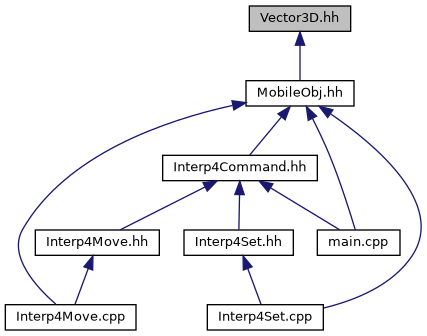 Vector3D.hh
MobileObj.hh
Interp4Command.hh
Interp4Move.hh
Interp4Set.hh
main.cpp
Interp4Move.cpp
Interp4Set.cpp